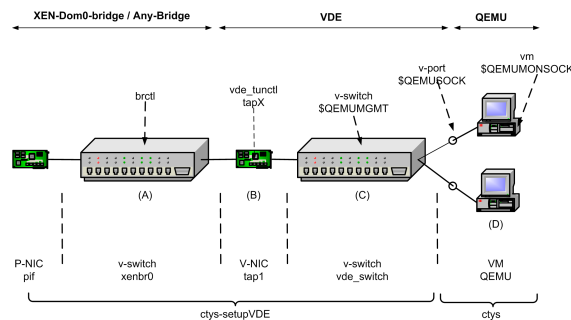 XEN-Dom0-bridge / Any-Bridge
VDE
QEMU
brctl
vde_tunctl
tapX
v-switch
$QEMUMGMT
v-port
$QEMUSOCK
vm
$QEMUMONSOCK
(A)
(B)
(C)
(D)
P-NIC
pif
v-switch
xenbr0
V-NIC
tap1
v-switch
vde_switch
VM
QEMU
ctys-setupVDE
ctys